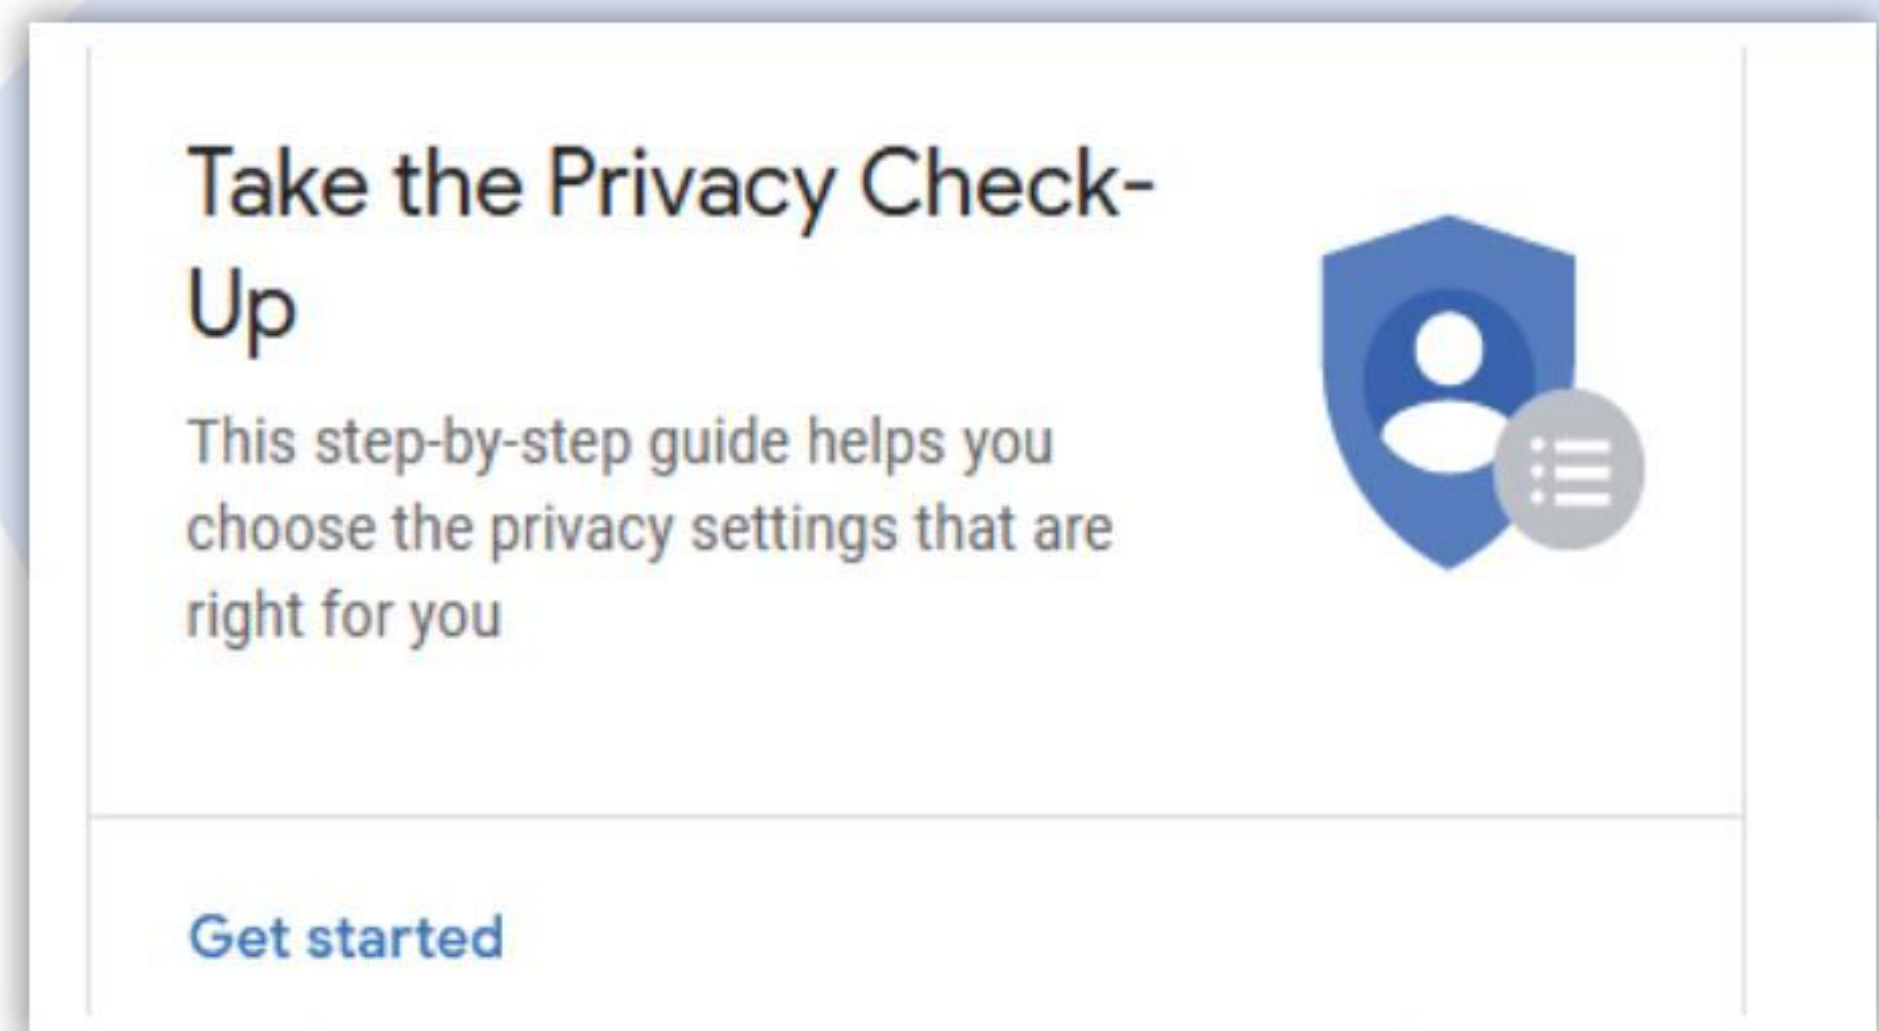 Take the Privacy Check-
Up
This step-by-step guide helps you
choose the privacy settings that are
right for you
Get started